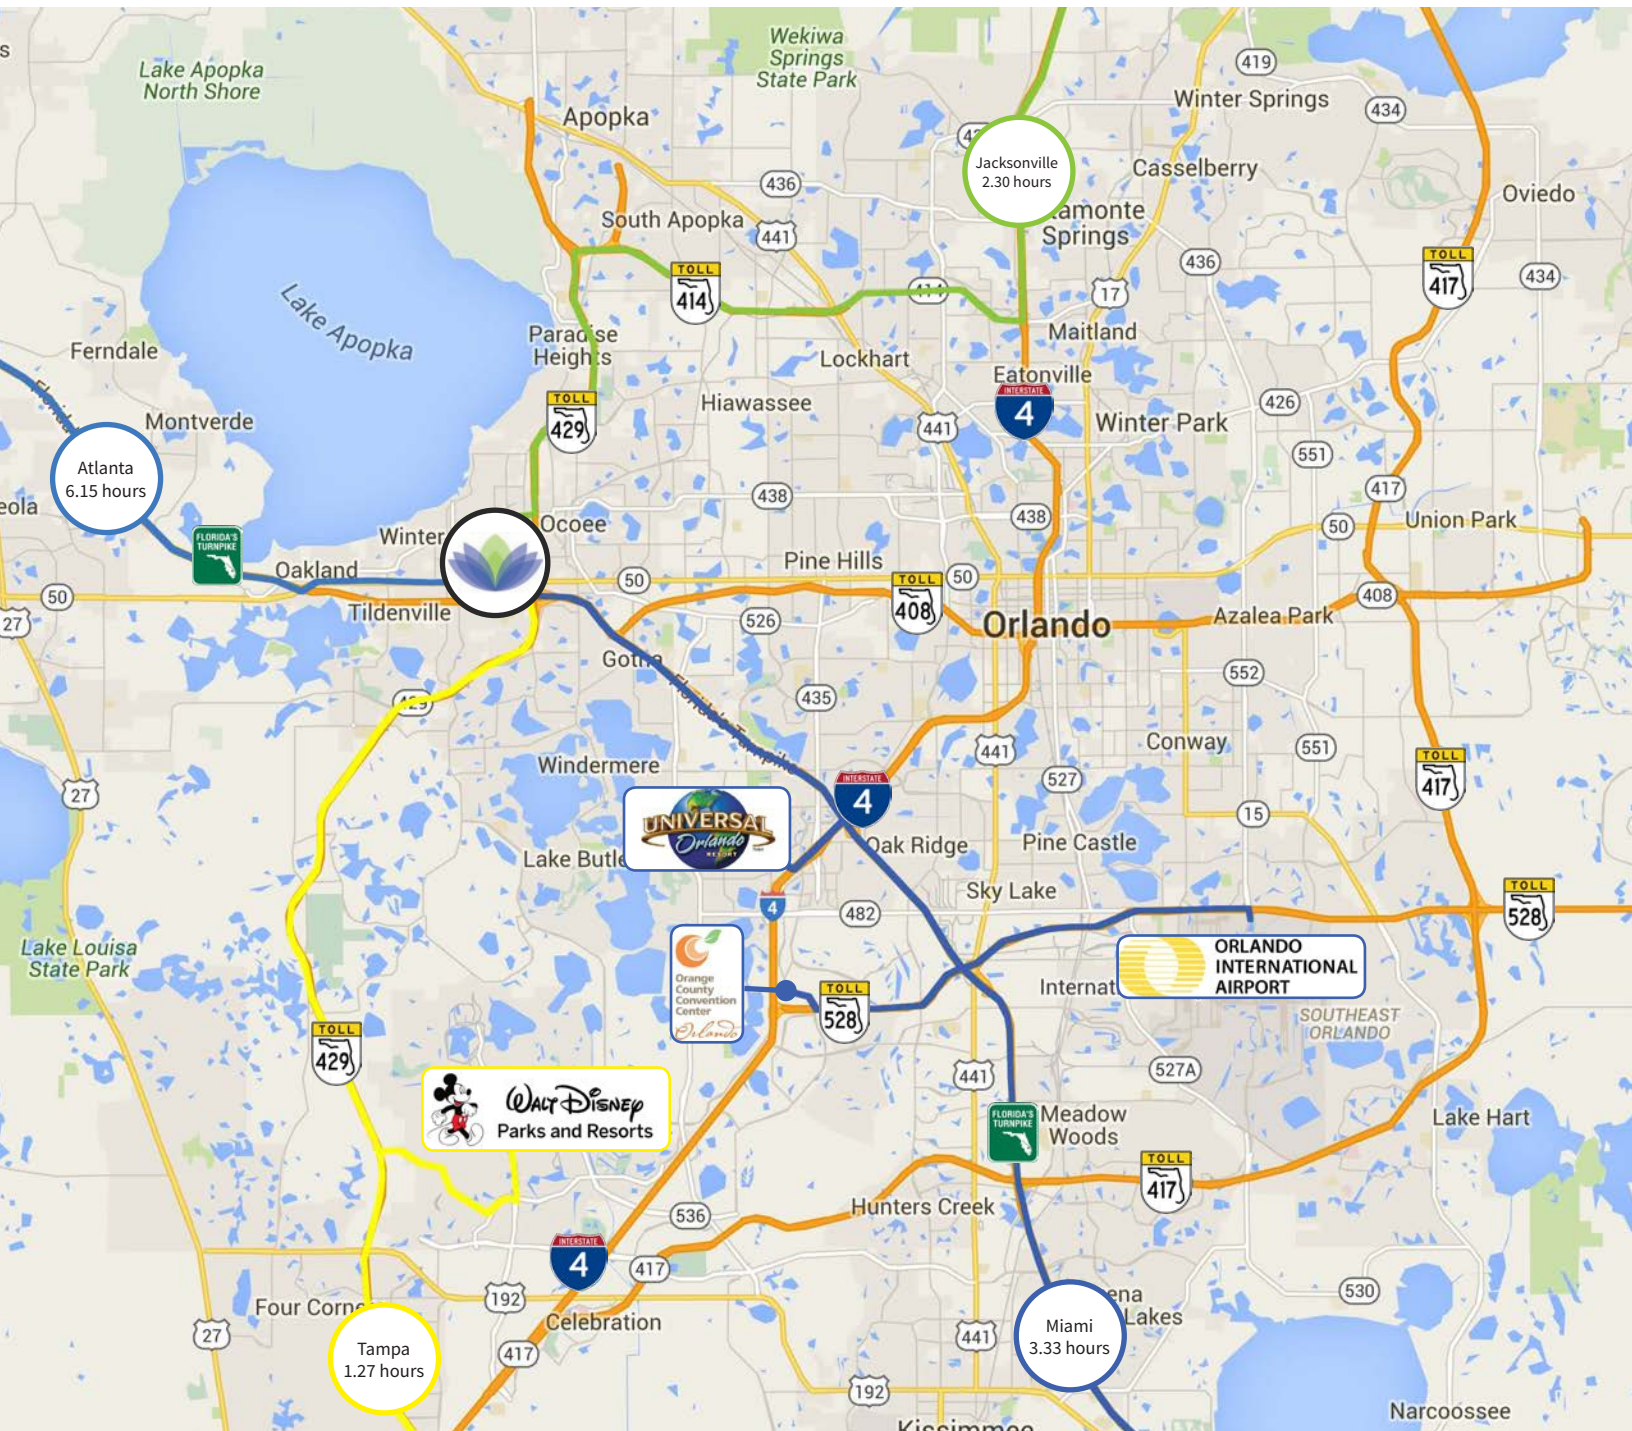 Wekiwa
Springs
State Park
Lake Apopka
North Shore
419
Winter Springs
434
Apopka
Jacksonville
2.30 hours
Casselberry
436
Oviedo
South Apopka
441
Springs
436
TOLL
414
TOLL
417
434
414
17
Lake Apopka
Maitland
Paradise
Heights
Ferndale
Lockhart
Eatonville
INTERSTATE
4
TOLL
429
Hiawassee
426
Montverde
441
Winter Park
551
Atlanta
6.15 hours
438
417
438
Ocoee
50
Union Park
Winter
FLORIDA'S
TURNPIKE
Oakland
Pine Hills
50
50
TOLL
408
50
408
Tildenville
27
526
Orlando
Azalea Park
Gotha
552
429
Florida's Turnpike
435
Conway
551
441
Windermere
527
TOLL
417
27
INTERSTATE
4
UNIVERSAL
Orlando
RESORT
15
Oak Ridge
Pine Castle
Sky Lake
4
482
TOLL
528
Lake Louisa
State Park
Orange
County
Convention
Center
Orlando
ORLANDO
INTERNATIONAL
AIRPORT
TOLL
528
SOUTHEAST
ORLANDO
TOLL
429
441
527A
WALT DISNEY
Parks and Resorts
FLORIDA'S
TURNPIKE
Meadow
Woods
Lake Hart
TOLL
417
Hunters Creek
536
INTERSTATE
4
417
192
530
Four
Celebration
Lakes
27
Tampa
1.27 hours
417
441
Miami
3.33 hours
192
Narcoossee
Kissimmee